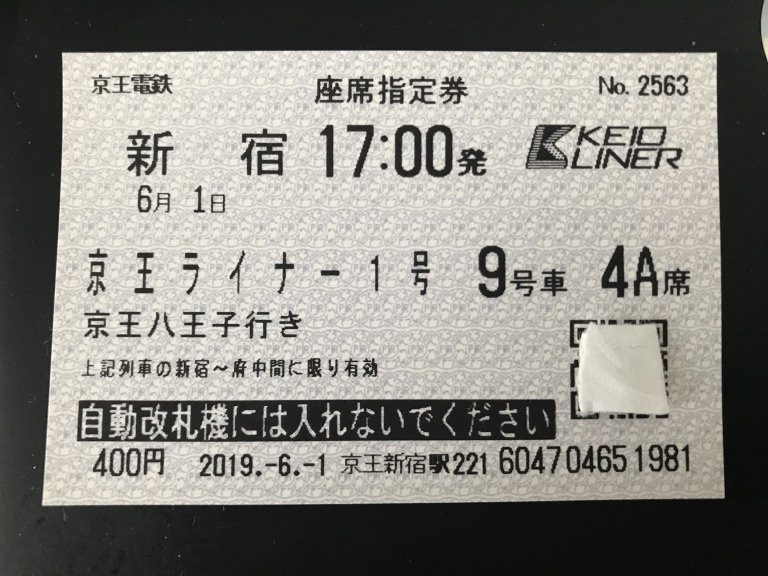 京王電鉄 座席指定券 No. 2563
新宿 17:00発 KEIO LINER
6月 1日
京王ライナー1号 9号車 4A席
京王八王子行き
上記列車の新宿～府中間に限り有効
自動改札機には入れないでください
400円 2019.-6.-1 京王新宿駅221 6047 0465 1981